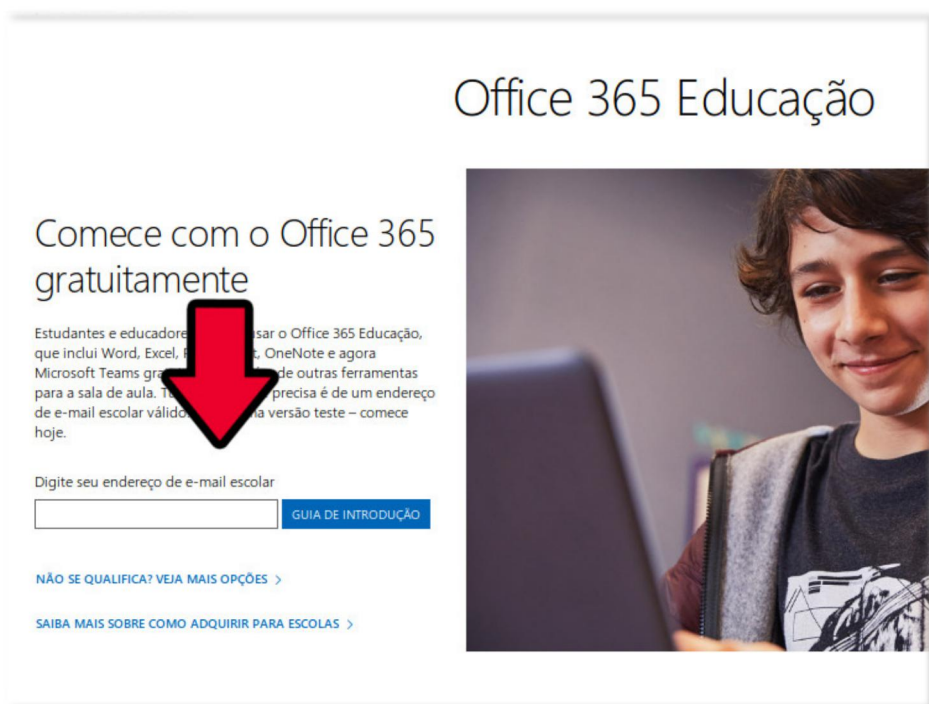 Office 365 Educação
Comece com o Office 365
gratuitamente
Estudantes e educadore sar o Office 365 Educação,
que inclui Word, Excel, t, OneNote e agora
Microsoft Teams gra de outras ferramentas
para a sala de aula. T precisa é de um endereço
de e-mail escolar válido. a versão teste – comece
hoje.
Digite seu endereço de e-mail escolar
GUIA DE INTRODUÇÃO
NÃO SE QUALIFICA? VEJA MAIS OPÇÕES >
SAIBA MAIS SOBRE COMO ADQUIRIR PARA ESCOLAS >